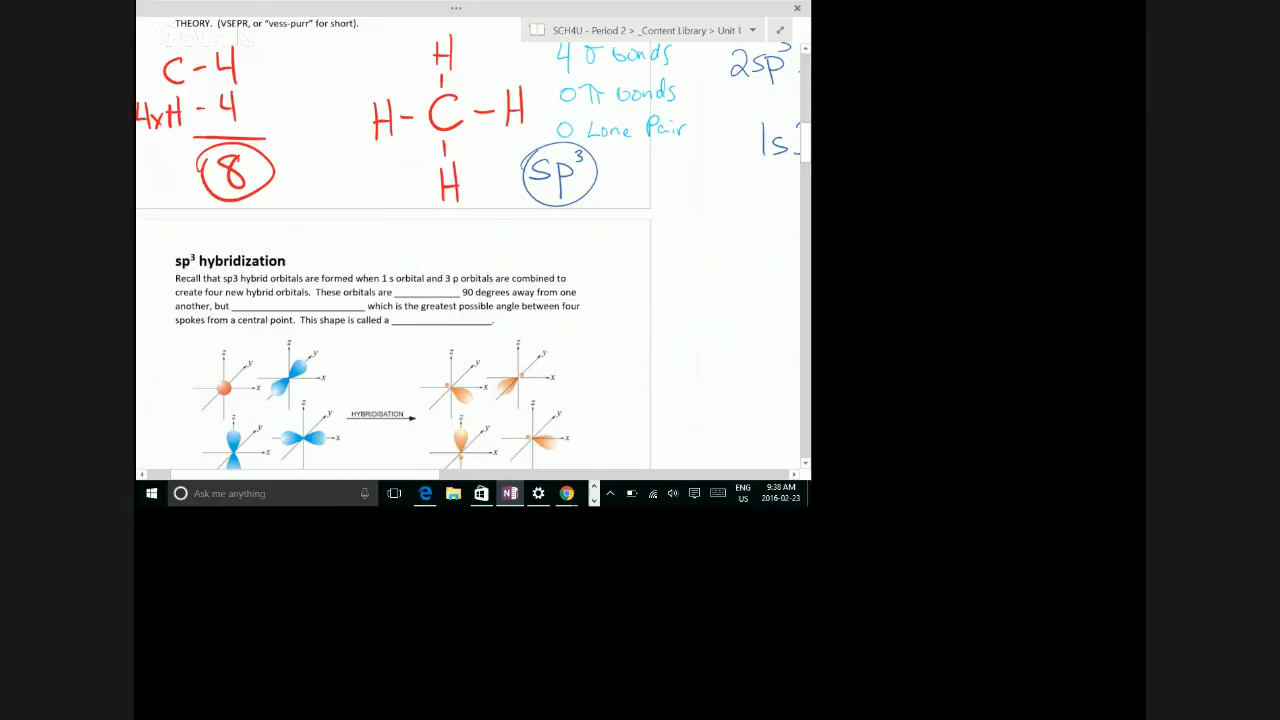 THEORY. (VSEPR, or "vess-purr" for short).
SCH4U - Period 2 > _Content Library > Unit 1
C - 4
4xH - 4
8
H
H - C - H
H
4 σ bonds
0 π bonds
0 Lone Pair
sp³
2sp³
1s
sp³ hybridization
Recall that sp3 hybrid orbitals are formed when 1 s orbital and 3 p orbitals are combined to
create four new hybrid orbitals. These orbitals are ____________ 90 degrees away from one
another, but _________________________ which is the greatest possible angle between four
spokes from a central point. This shape is called a ___________________.
z y x
z y x
z y x
z y x
HYBRIDISATION
z y x
z y x
z y x
z y x
Ask me anything
ENG
US
9:38 AM
2016-02-23